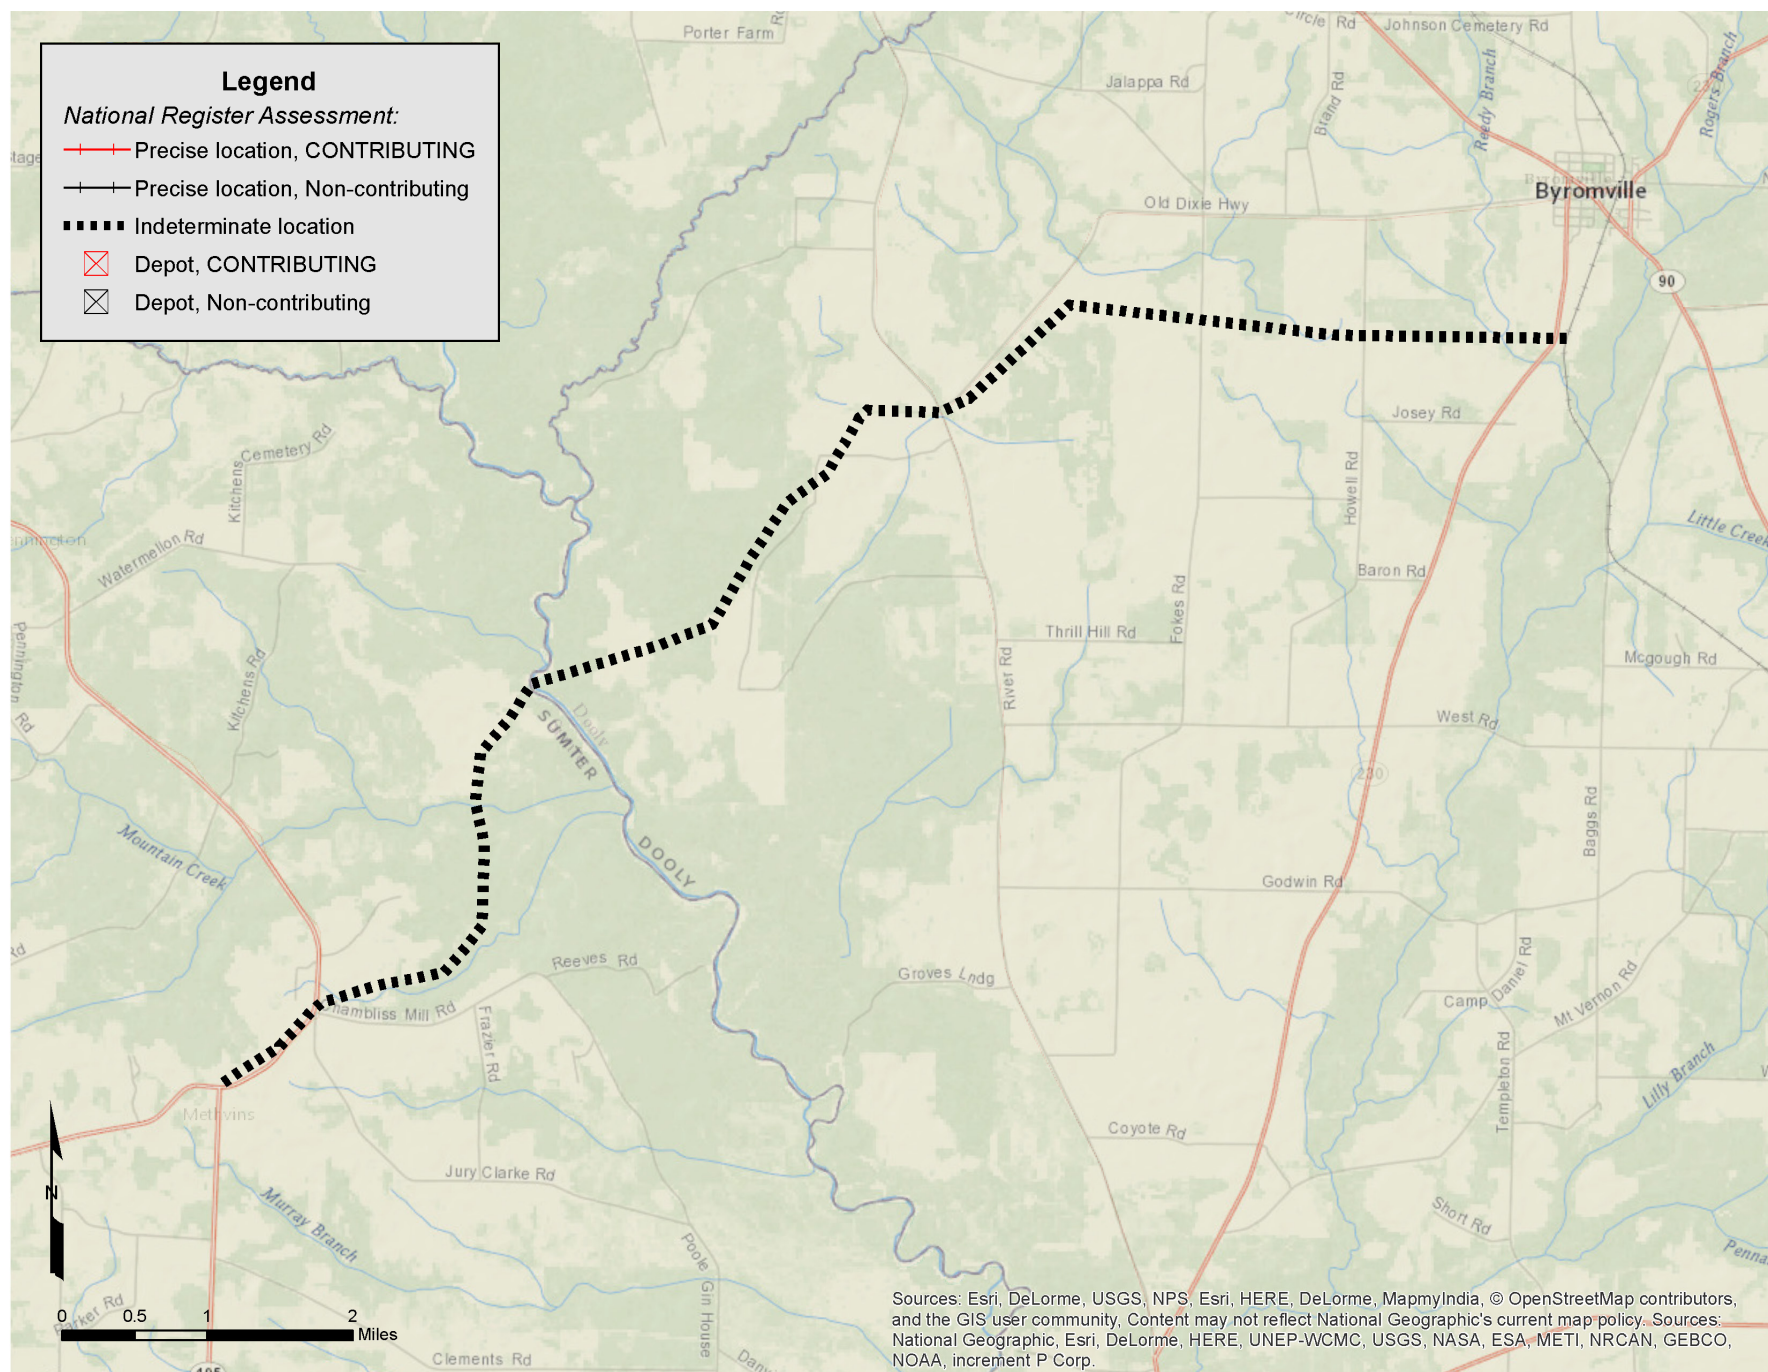 Legend
National Register Assessment:
Precise location, CONTRIBUTING
Precise location, Non-contributing
Indeterminate location
Depot, CONTRIBUTING
Depot, Non-contributing
Porter Farm Rd
Circle Rd
Johnson Cemetery Rd
Jalappa Rd
Brand Rd
Reedy Branch
Rogers Branch
230
Byromville
Byromville
Old Dixie Hwy
90
Josey Rd
Howell Rd
Little Creek
Baron Rd
Fokes Rd
Thrill Hill Rd
River Rd
Mcgough Rd
West Rd
230
Baggs Rd
Kitchens
Cemetery Rd
Watermelon Rd
Pennington
Rd
Kitchens Rd
Dooly
SUMTER
DOOLY
Mountain Creek
Rd
Godwin Rd
Reeves Rd
Groves Lndg
Camp
Daniel Rd
Mt Vernon Rd
Chambliss Mill Rd
Frazier Rd
Templeton Rd
Lilly Branch
Methvins
Coyote Rd
Jury Clarke Rd
Murray Branch
Short Rd
Poole Gin House
Parker Rd
Clements Rd
N
0 0.5 1 2
Miles
Sources: Esri, DeLorme, USGS, NPS, Esri, HERE, DeLorme, MapmyIndia, © OpenStreetMap contributors,
and the GIS user community, Content may not reflect National Geographic's current map policy. Sources:
National Geographic, Esri, DeLorme, HERE, UNEP-WCMC, USGS, NASA, ESA, METI, NRCAN, GEBCO,
NOAA, increment P Corp.